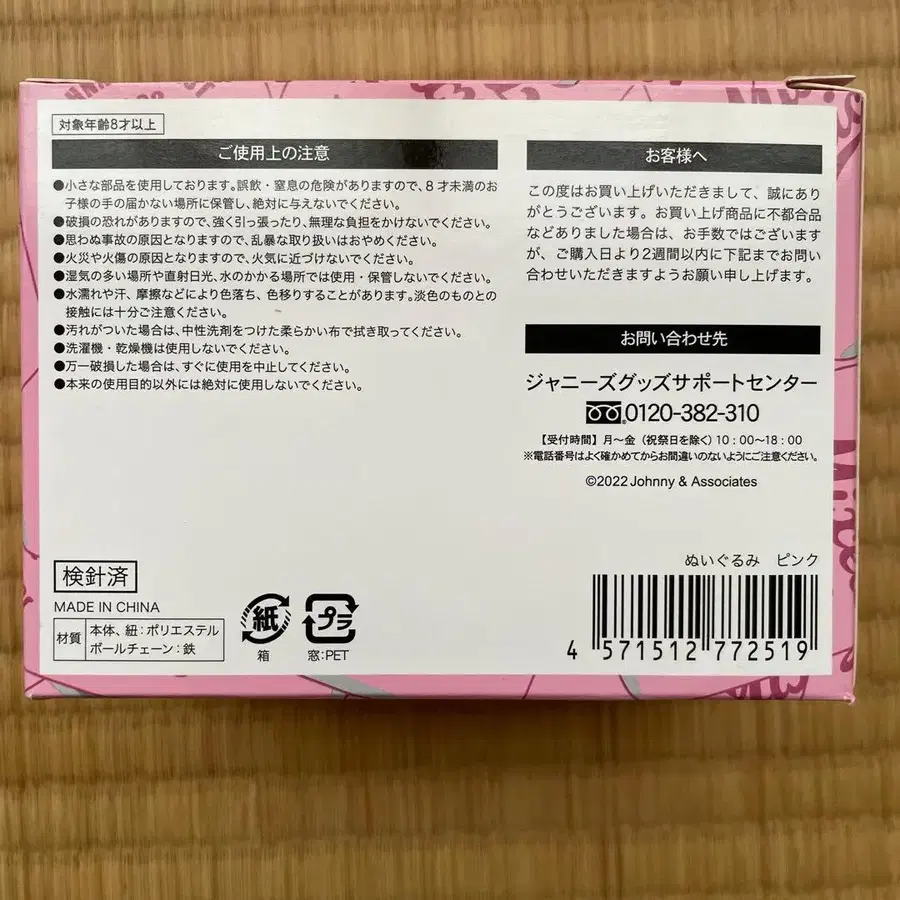 対象年齢8才以上
ご使用上の注意
●小さな部品を使用しております。誤飲・窒息の危険がありますので、8才未満のお
子様の手の届かない場所に保管し、絶対に与えないでください。
●破損の恐れがありますので、強く引っ張ったり、無理な負担をかけないでください。
●思わぬ事故の原因となりますので、乱暴な取り扱いはおやめください。
●火災や火傷の原因となりますので、火気に近づけないでください。
●湿気の多い場所や直射日光、水のかかる場所では使用・保管しないでください。
●水濡れや汗、摩擦などにより色落ち、色移りすることがあります。淡色のものとの
接触には十分ご注意ください。
●汚れがついた場合は、中性洗剤をつけた柔らかい布で拭き取ってください。
●洗濯機・乾燥機は使用しないでください。
●万一破損した場合は、すぐに使用を中止してください。
●本来の使用目的以外には絶対に使用しないでください。
お客様へ
この度はお買い上げいただきまして、誠にあり
がとうございます。お買い上げ商品に不都合品
などありました場合は、お手数ではございます
が、ご購入日より2週間以内に下記までお問い
合わせいただきますようお願い申し上げます。
お問い合わせ先
ジャニーズグッズサポートセンター
0120-382-310
【受付時間】月〜金(祝祭日を除く)10:00〜18:00
※電話番号はよく確かめてからお間違いのないようにご注意ください。
©2022 Johnny & Associates
検針済
MADE IN CHINA
材質
本体、紐:ポリエステル
ボールチェーン:鉄
紙
箱
プラ
窓:PET
ぬいぐるみ ピンク
4 571512 772519